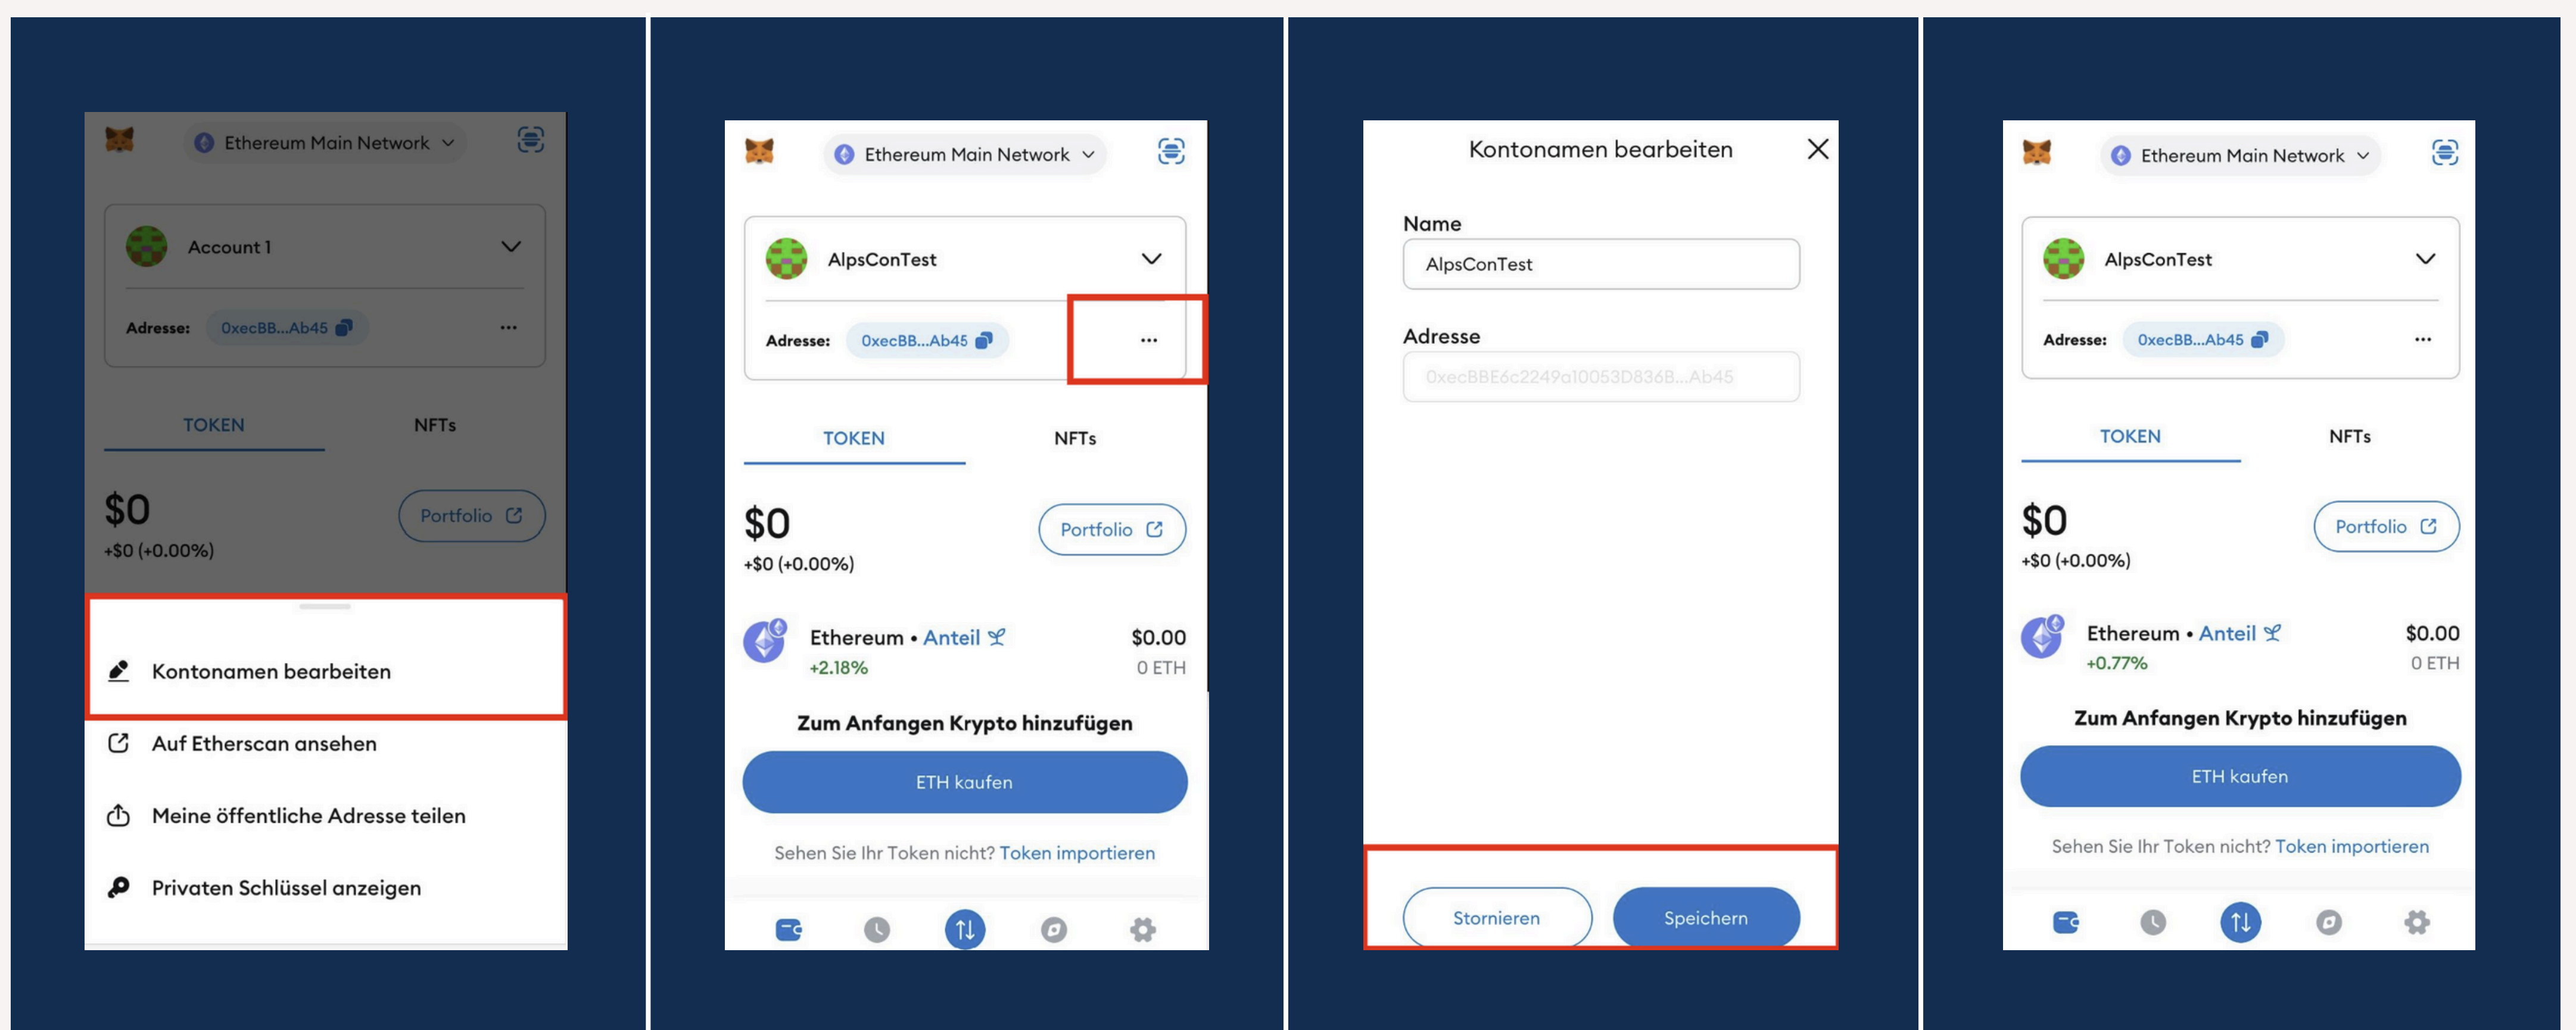 Ethereum Main Network
Account 1
Adresse: 0xecBB...Ab45
TOKEN NFTs
$0
Portfolio
+$0 (+0.00%)
Kontonamen bearbeiten
Auf Etherscan ansehen
Meine öffentliche Adresse teilen
Privaten Schlüssel anzeigen
Ethereum Main Network
AlpsConTest
Adresse: 0xecBB...Ab45
TOKEN NFTs
$0
Portfolio
+$0 (+0.00%)
Ethereum • Anteil $0.00
+2.18% 0 ETH
Zum Anfangen Krypto hinzufügen
ETH kaufen
Sehen Sie Ihr Token nicht? Token importieren
Kontonamen bearbeiten
Name
AlpsConTest
Adresse
0xecBBE6c2249a10053D836B...Ab45
Stornieren Speichern
Ethereum Main Network
AlpsConTest
Adresse: 0xecBB...Ab45
TOKEN NFTs
$0
Portfolio
+$0 (+0.00%)
Ethereum • Anteil $0.00
+0.77% 0 ETH
Zum Anfangen Krypto hinzufügen
ETH kaufen
Sehen Sie Ihr Token nicht? Token importieren